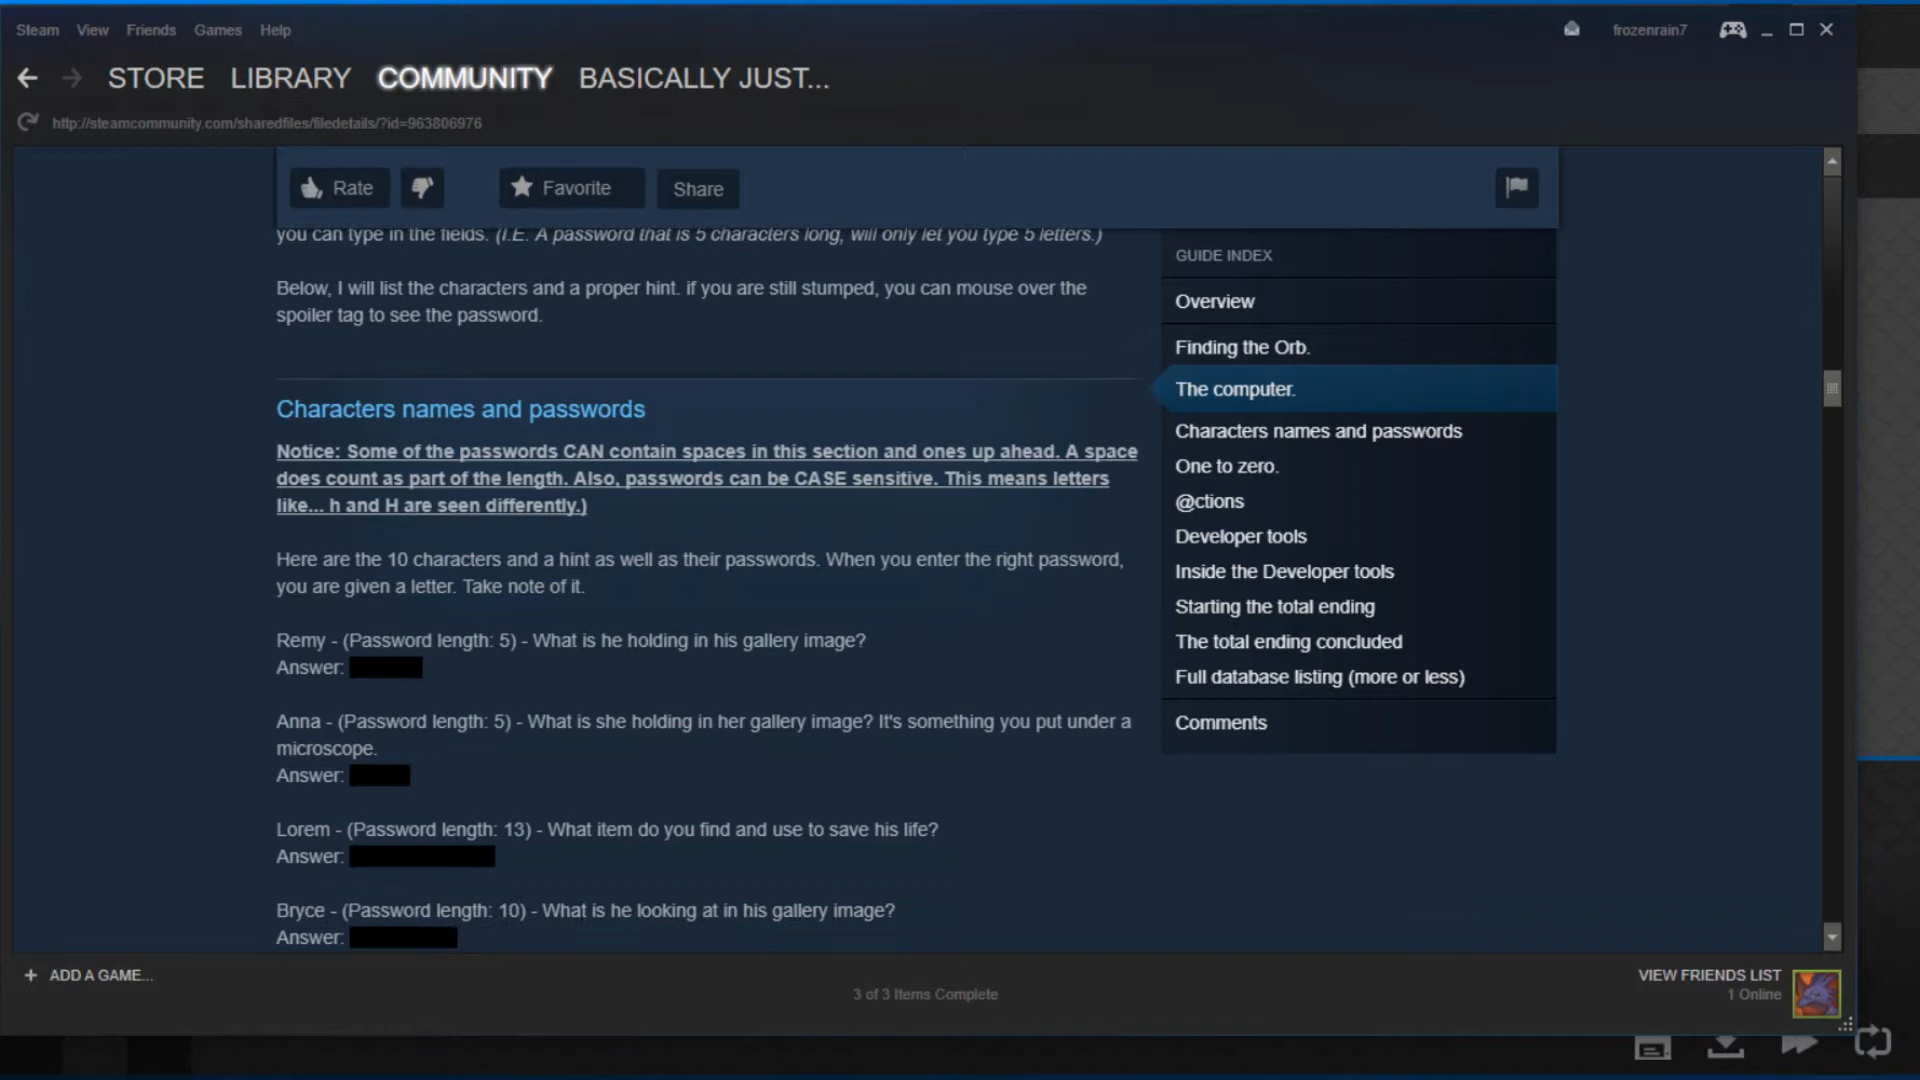 Steam View Friends Games Help
frozenrain7
STORE LIBRARY COMMUNITY BASICALLY JUST...
http://steamcommunity.com/sharedfiles/filedetails/?id=963806976
Rate
Favorite
Share
you can type in the fields. (I.E. A password that is 5 characters long, will only let you type 5 letters.)
Below, I will list the characters and a proper hint. if you are still stumped, you can mouse over the
spoiler tag to see the password.
Characters names and passwords
Notice: Some of the passwords CAN contain spaces in this section and ones up ahead. A space
does count as part of the length. Also, passwords can be CASE sensitive. This means letters
like... h and H are seen differently.)
Here are the 10 characters and a hint as well as their passwords. When you enter the right password,
you are given a letter. Take note of it.
Remy - (Password length: 5) - What is he holding in his gallery image?
Answer:
Anna - (Password length: 5) - What is she holding in her gallery image? It's something you put under a
microscope.
Answer:
Lorem - (Password length: 13) - What item do you find and use to save his life?
Answer:
Bryce - (Password length: 10) - What is he looking at in his gallery image?
Answer:
GUIDE INDEX
Overview
Finding the Orb.
The computer.
Characters names and passwords
One to zero.
@ctions
Developer tools
Inside the Developer tools
Starting the total ending
The total ending concluded
Full database listing (more or less)
Comments
+ ADD A GAME...
3 of 3 Items Complete
VIEW FRIENDS LIST
1 Online